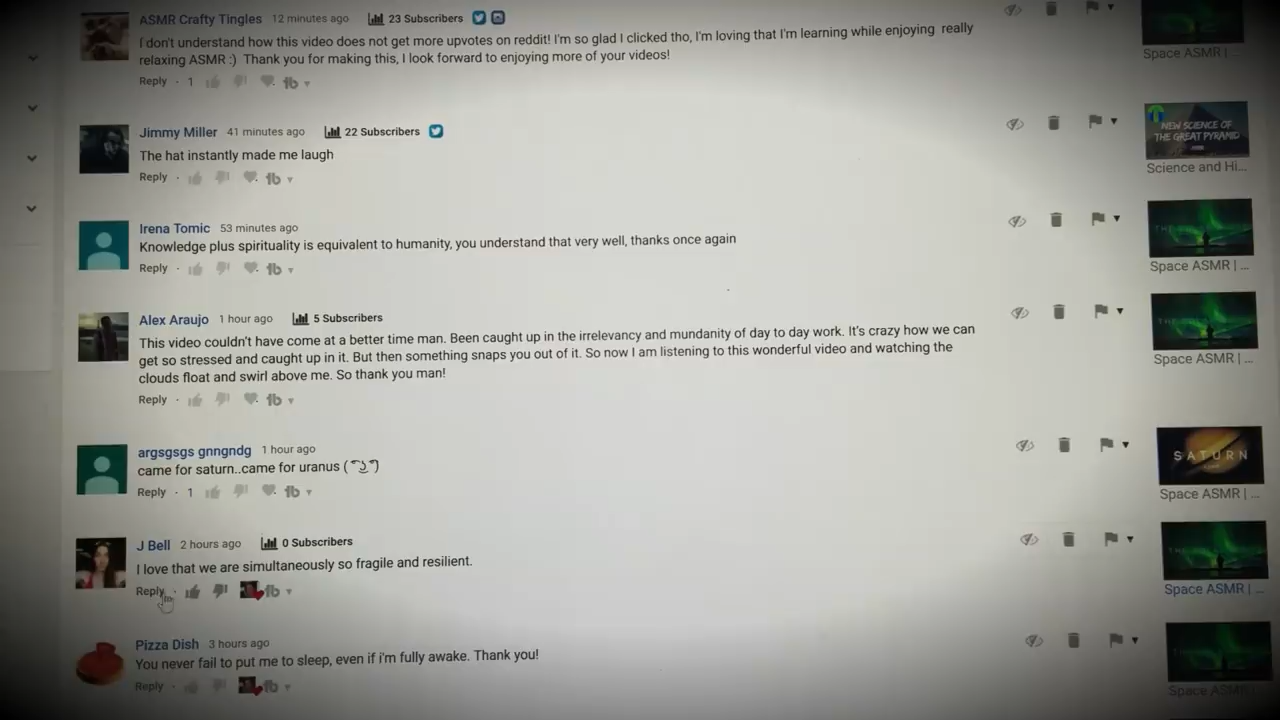 ASMR Crafty Tingles 12 minutes ago 23 Subscribers
I don't understand how this video does not get more upvotes on reddit! I'm so glad I clicked tho, I'm loving that I'm learning while enjoying really
relaxing ASMR :) Thank you for making this, I look forward to enjoying more of your videos!
Reply · 1 tb
Space ASMR | ...
Jimmy Miller 41 minutes ago 22 Subscribers
The hat instantly made me laugh
Reply · tb
NEW SCIENCE OF
THE GREAT PYRAMID
Science and Hi...
Irena Tomic 53 minutes ago
Knowledge plus spirituality is equivalent to humanity, you understand that very well, thanks once again
Reply · tb
Space ASMR | ...
Alex Araujo 1 hour ago 5 Subscribers
This video couldn't have come at a better time man. Been caught up in the irrelevancy and mundanity of day to day work. It's crazy how we can
get so stressed and caught up in it. But then something snaps you out of it. So now I am listening to this wonderful video and watching the
clouds float and swirl above me. So thank you man!
Reply · tb
Space ASMR | ...
argsgsgs gnngndg 1 hour ago
came for saturn..came for uranus ( ͡° ͜ʖ ͡°)
Reply · 1 tb
SATURN
Space ASMR | ...
J Bell 2 hours ago 0 Subscribers
I love that we are simultaneously so fragile and resilient.
Reply · tb
Space ASMR | ...
Pizza Dish 3 hours ago
You never fail to put me to sleep, even if i'm fully awake. Thank you!
Reply · tb
Space ASMR | ...